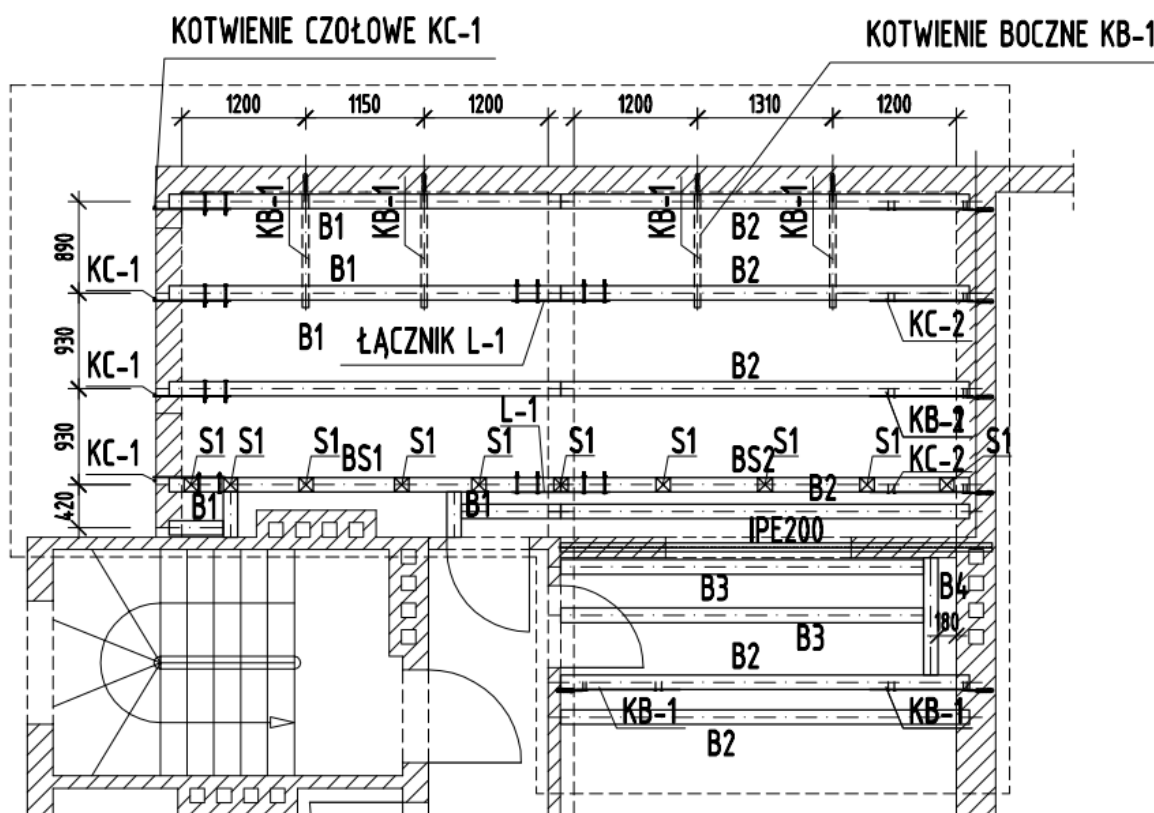 KOTWIENIE CZOŁOWE KC-1
KOTWIENIE BOCZNE KB-1
1200
1150
1200
1200
1310
1200
KB-1
KB-1
KB-1
KB-1
B1
B2
890
KC-1
B1
B2
B1
ŁĄCZNIK L-1
KC-2
930
KC-1
B2
KB-2
L-1
930
KC-1
S1
S1
S1
S1
S1
S1
S1
S1
S1
S1
BS1
BS2
KC-2
420
B1
B1
B2
IPE200
B3
B4
B3
180
B2
KB-1
KB-1
B2